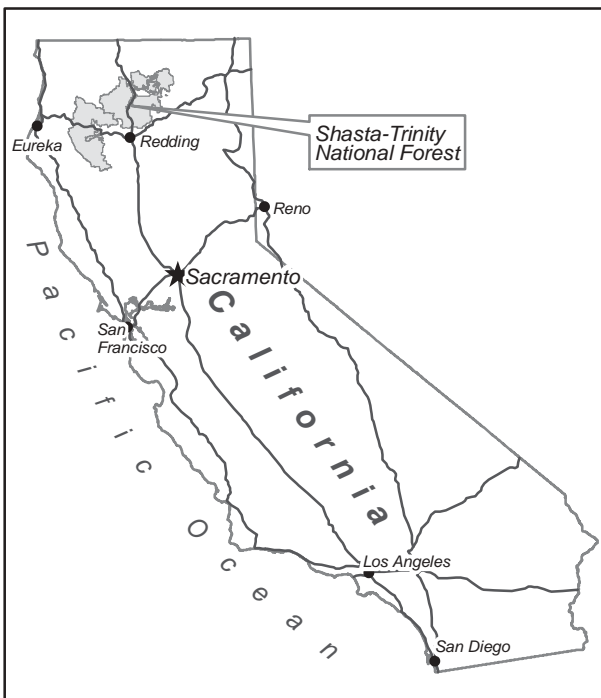 Shasta-Trinity
National Forest
Eureka
Redding
Reno
Sacramento
San
Francisco
California
Pacific Ocean
Los Angeles
San Diego